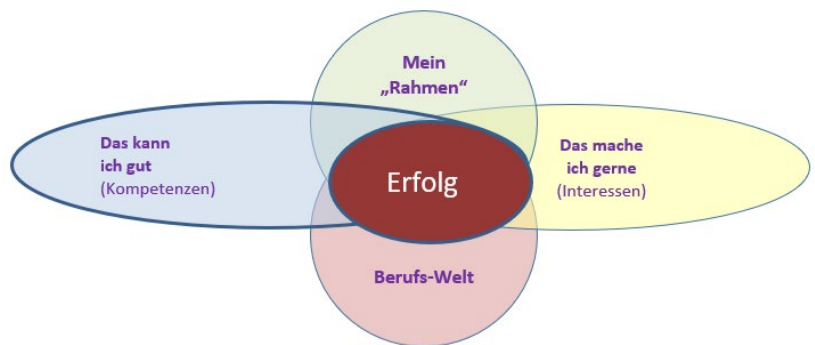 Mein
„Rahmen“
Das kann
ich gut
(Kompetenzen)
Erfolg
Das mache
ich gerne
(Interessen)
Berufs-Welt